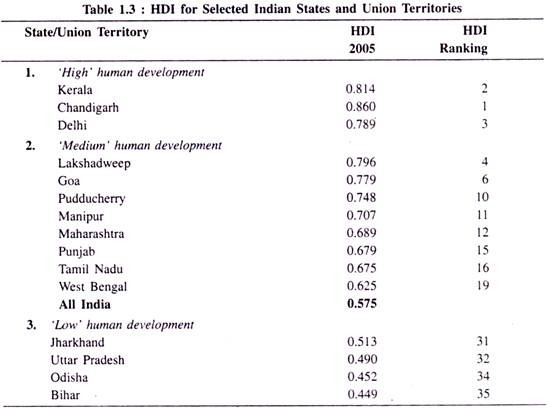 Table 1.3 : HDI for Selected Indian States and Union Territories
State/Union Territory HDI HDI
2005 Ranking
1. 'High' human development
Kerala 0.814 2
Chandigarh 0.860 1
Delhi 0.789 3
2. 'Medium' human development
Lakshadweep 0.796 4
Goa 0.779 6
Pudducherry 0.748 10
Manipur 0.707 11
Maharashtra 0.689 12
Punjab 0.679 15
Tamil Nadu 0.675 16
West Bengal 0.625 19
All India 0.575
3. 'Low' human development
Jharkhand 0.513 31
Uttar Pradesh 0.490 32
Odisha 0.452 34
Bihar 0.449 35